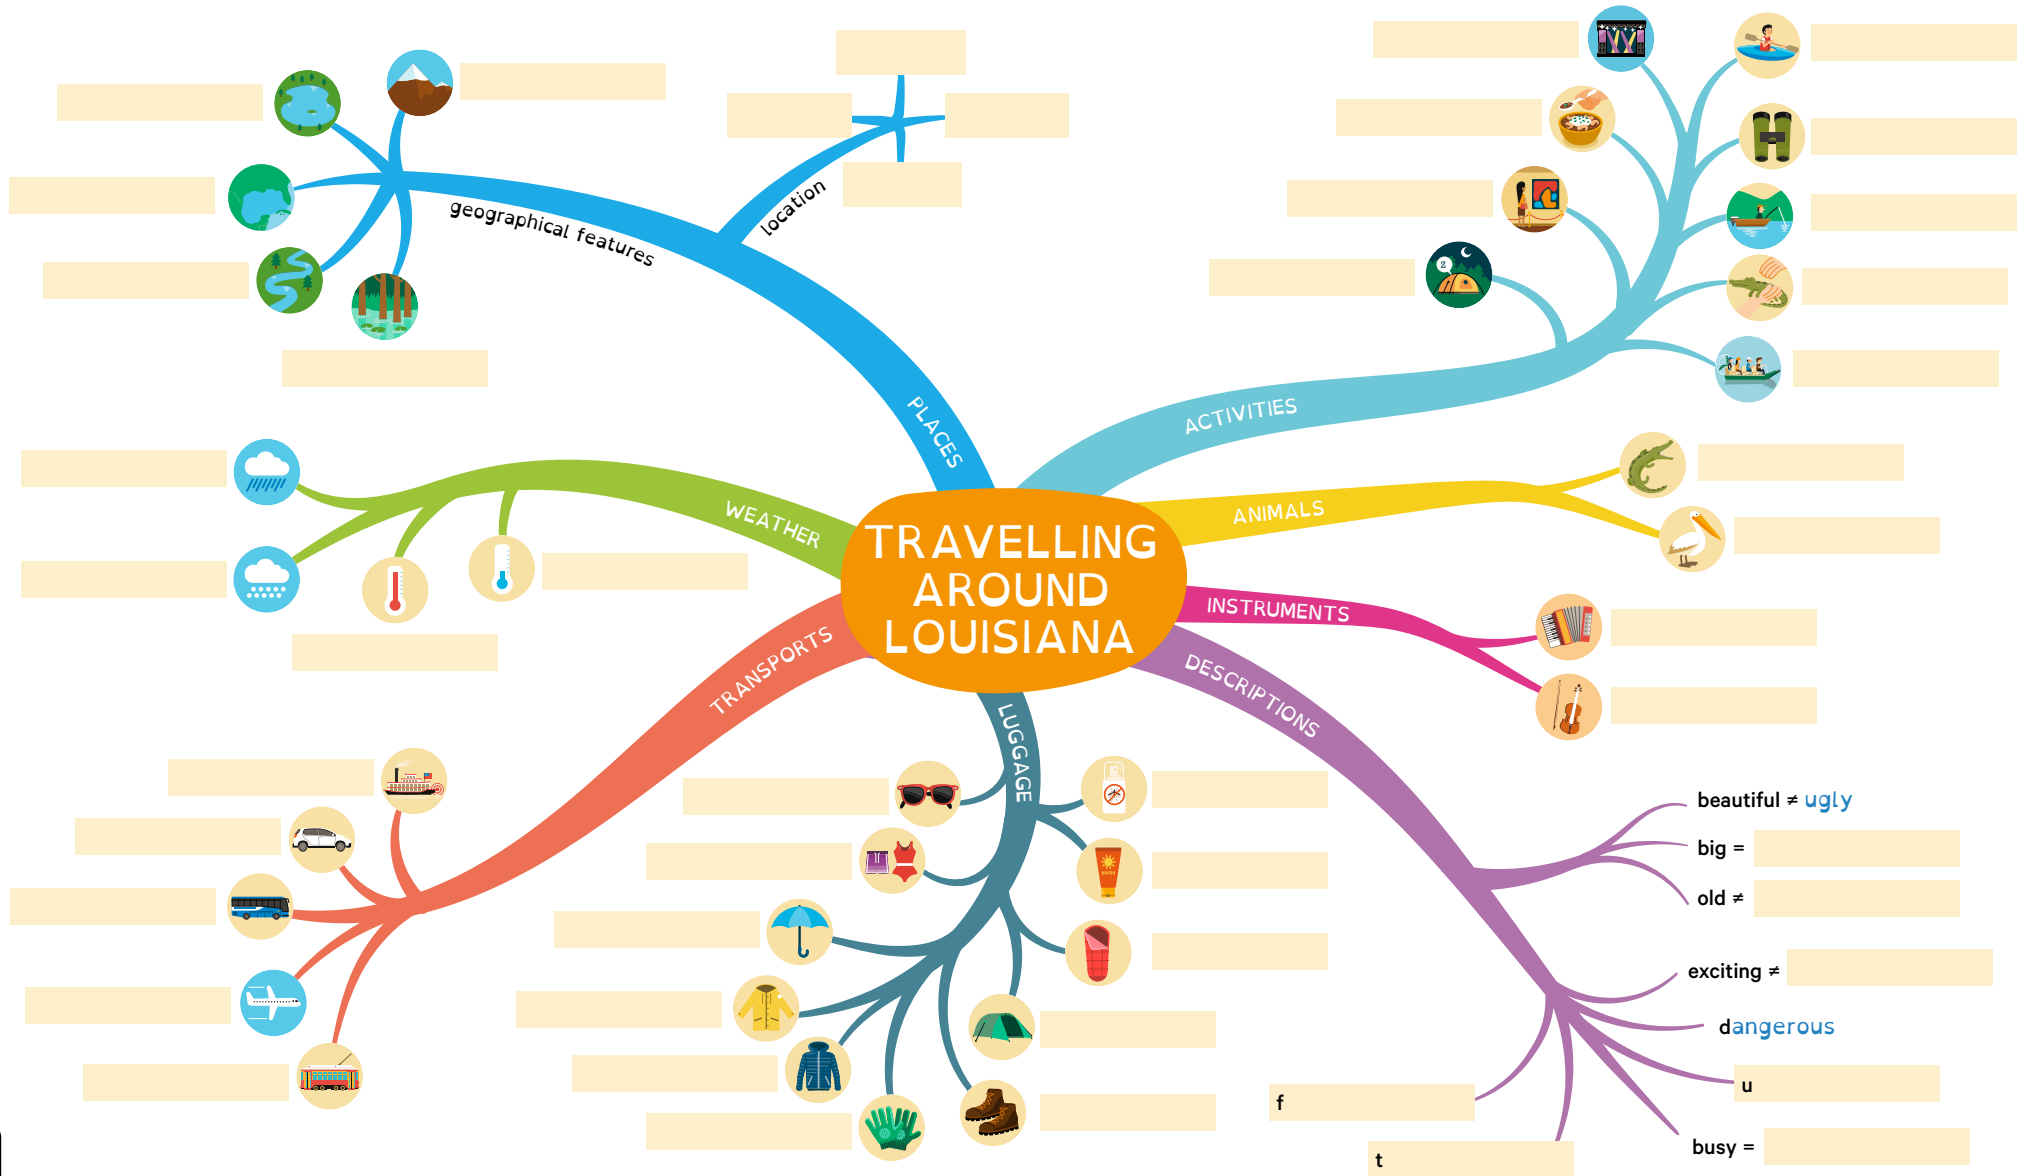 geographical features
location
PLACES
ACTIVITIES
WEATHER
ANIMALS
TRAVELLING
AROUND
LOUISIANA
INSTRUMENTS
TRANSPORTS
DESCRIPTIONS
LUGGAGE
beautiful ≠ ugly
big =
old ≠
exciting ≠
dangerous
u
f
busy =
t